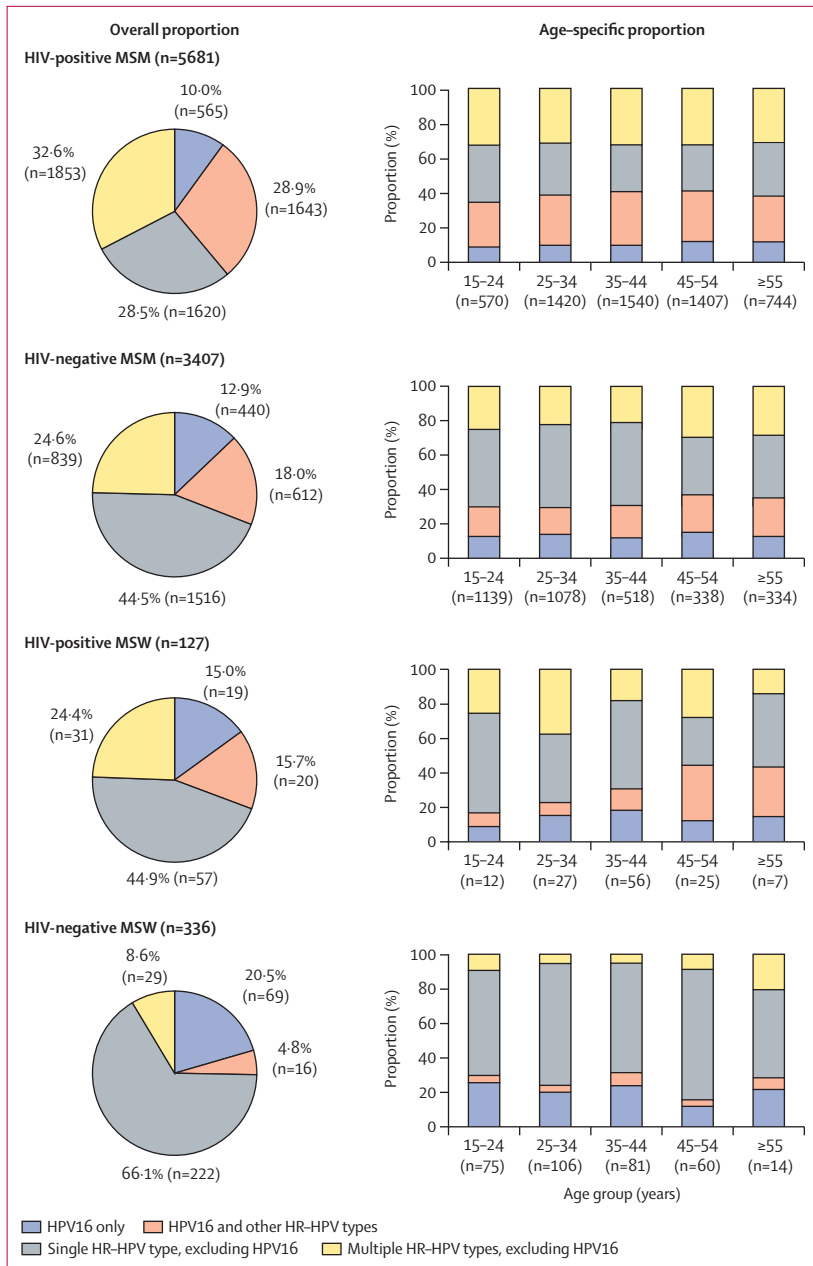 Overall proportion
Age–specific proportion
HIV-positive MSM (n=5681)
10·0%
(n=565)
32·6%
(n=1853)
28·9%
(n=1643)
28·5% (n=1620)
Proportion (%)
100
80
60
40
20
0
15–24 25–34 35–44 45–54 ≥55
(n=570) (n=1420) (n=1540) (n=1407) (n=744)
HIV-negative MSM (n=3407)
12·9%
(n=440)
24·6%
(n=839)
18·0%
(n=612)
44·5% (n=1516)
Proportion (%)
100
80
60
40
20
0
15–24 25–34 35–44 45–54 ≥55
(n=1139) (n=1078) (n=518) (n=338) (n=334)
HIV-positive MSW (n=127)
15·0%
(n=19)
24·4%
(n=31)
15·7%
(n=20)
44·9% (n=57)
Proportion (%)
100
80
60
40
20
0
15–24 25–34 35–44 45–54 ≥55
(n=12) (n=27) (n=56) (n=25) (n=7)
HIV-negative MSW (n=336)
8·6%
(n=29)
20·5%
(n=69)
4·8%
(n=16)
66·1% (n=222)
Proportion (%)
100
80
60
40
20
0
15–24 25–34 35–44 45–54 ≥55
(n=75) (n=106) (n=81) (n=60) (n=14)
Age group (years)
HPV16 only HPV16 and other HR–HPV types
Single HR–HPV type, excluding HPV16 Multiple HR–HPV types, excluding HPV16